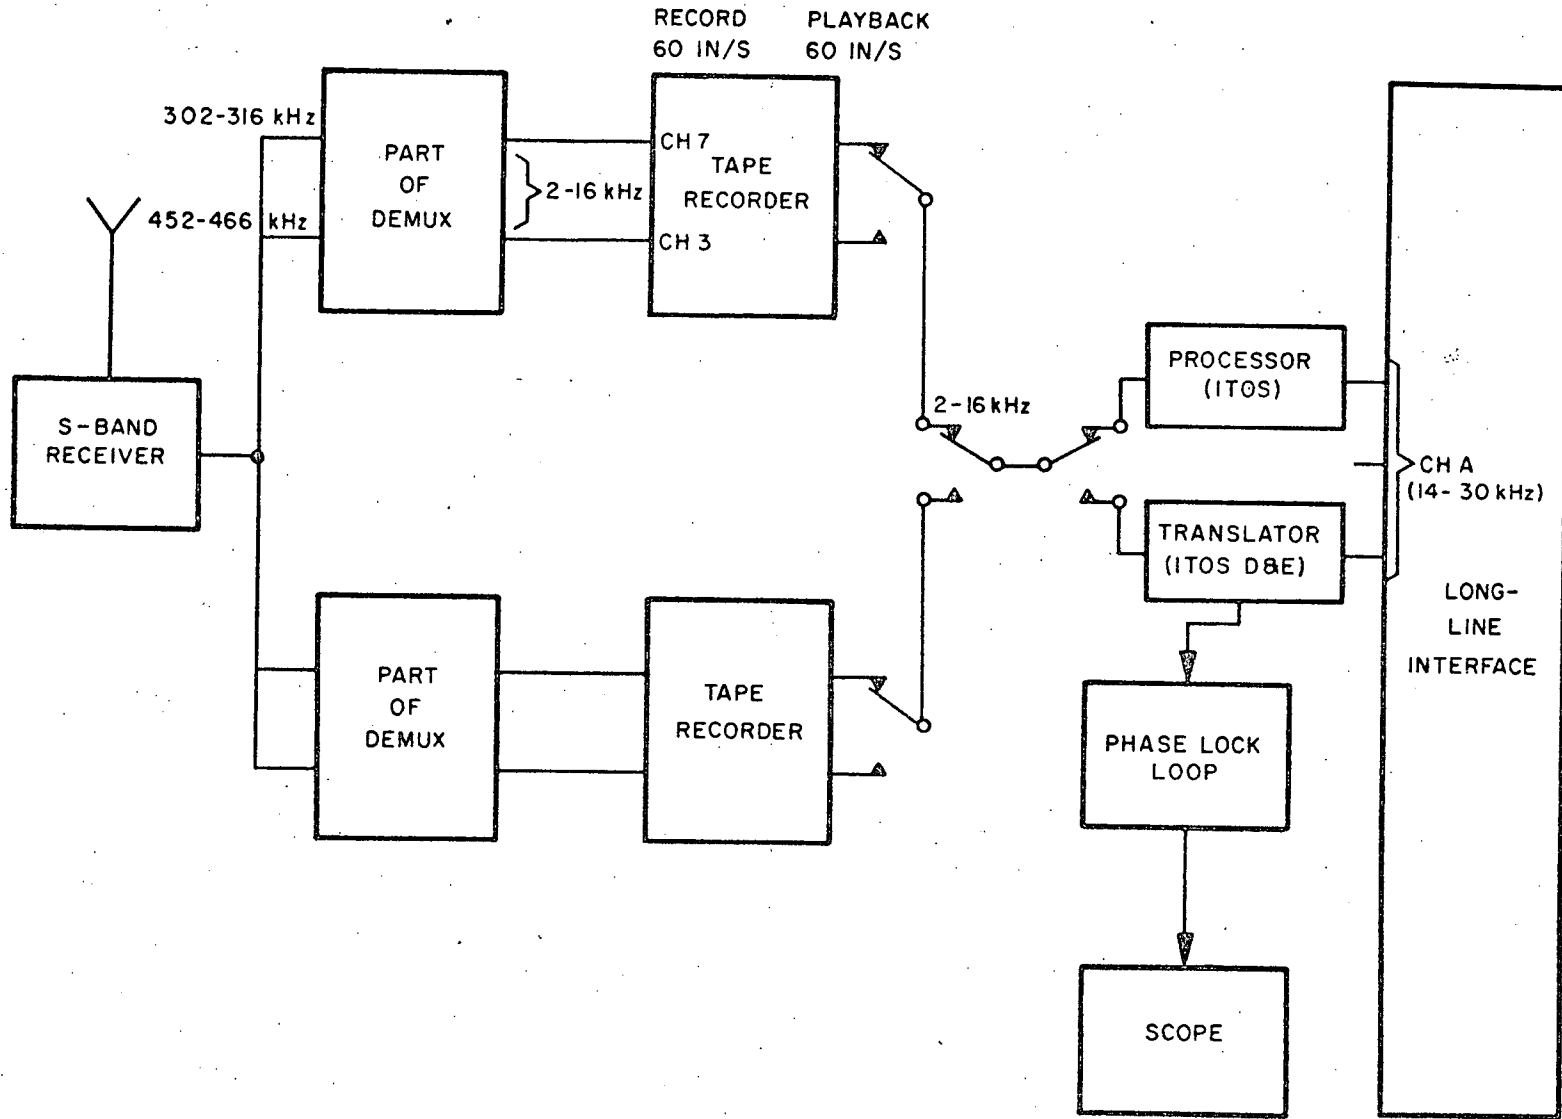 RECORD
60 IN/S
PLAYBACK
60 IN/S
302-316 kHz
452-466 kHz
PART
OF
DEMUX
2-16 kHz
CH 7
TAPE
RECORDER
CH 3
S-BAND
RECEIVER
2-16 kHz
PROCESSOR
(ITOS)
CH A
(14-30 kHz)
TRANSLATOR
(ITOS D&E)
LONG-
LINE
INTERFACE
PART
OF
DEMUX
TAPE
RECORDER
PHASE LOCK
LOOP
SCOPE